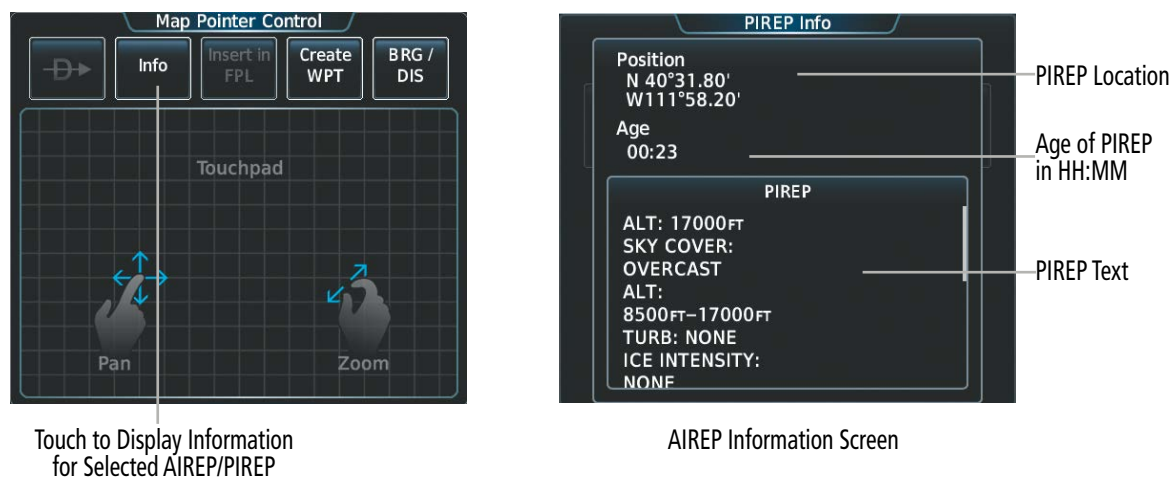 Map Pointer Control
D
Info
Insert in
FPL
Create
WPT
BRG /
DIS
Touchpad
Pan
Zoom
Touch to Display Information
for Selected AIREP/PIREP
PIREP Info
Position
N 40°31.80'
W111°58.20'
Age
00:23
PIREP
ALT: 17000FT
SKY COVER:
OVERCAST
ALT:
8500FT–17000FT
TURB: NONE
ICE INTENSITY:
NONE
PIREP Location
Age of PIREP
in HH:MM
PIREP Text
AIREP Information Screen